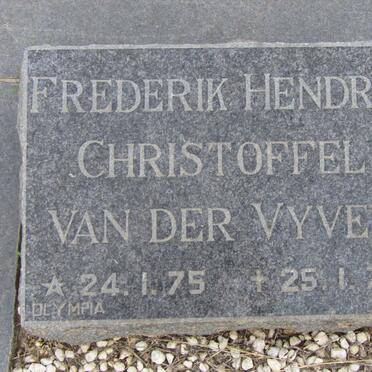 FREDERIK HENDR
CHRISTOFFEL
VAN DER VYVE
* 24.1.75 + 25.1.
OLYMPIA